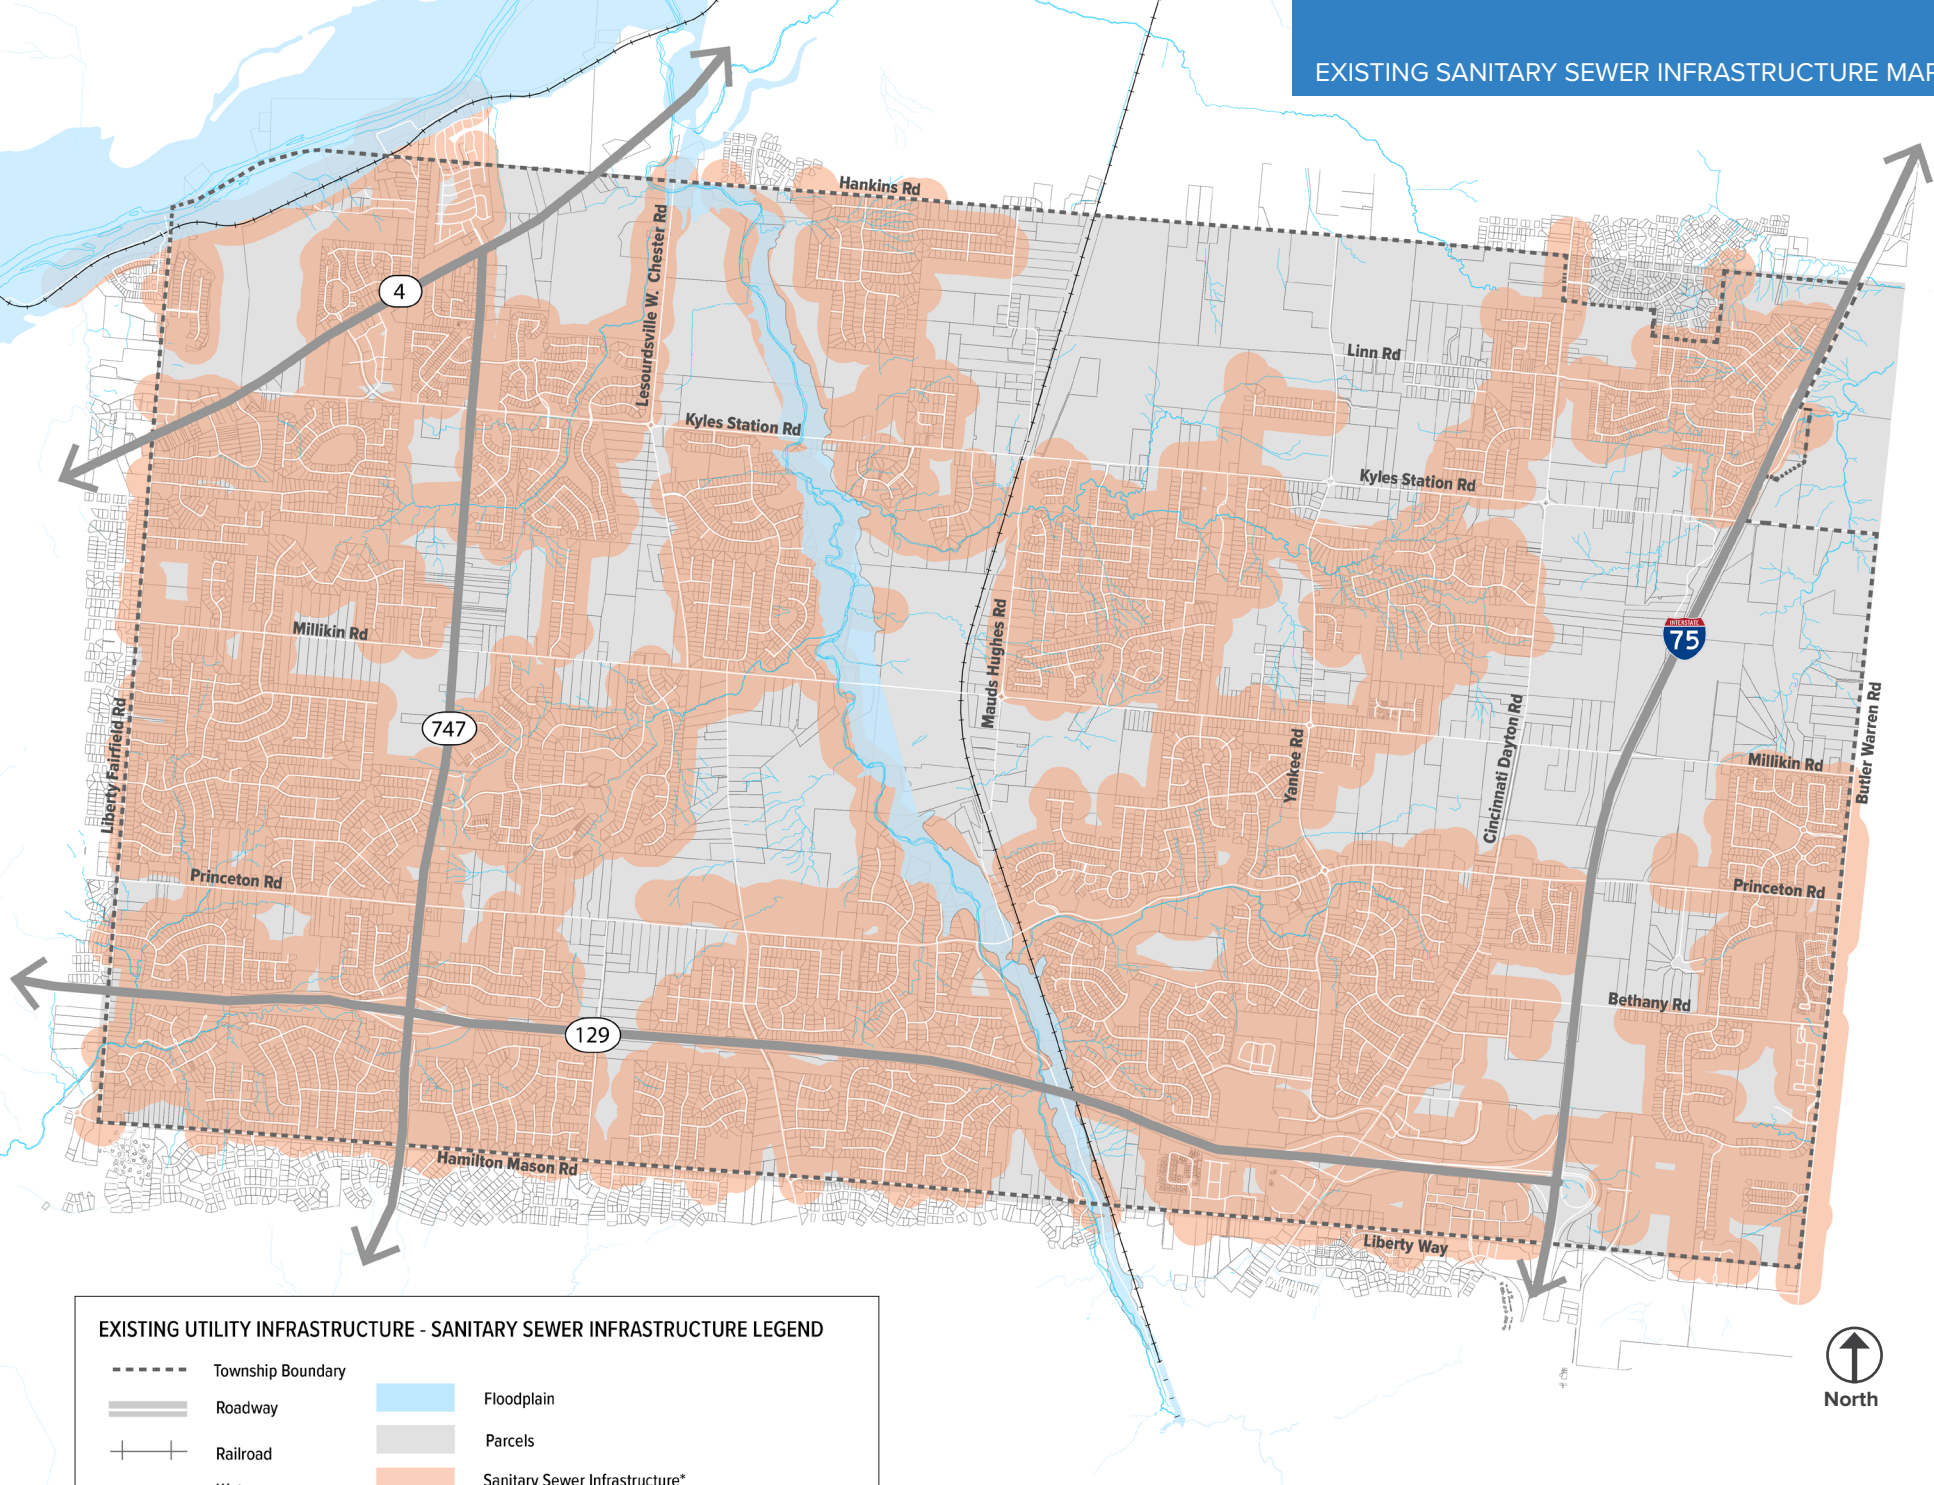 EXISTING SANITARY SEWER INFRASTRUCTURE MAP
Hankins Rd
Lesourdsville W. Chester Rd
4
Linn Rd
Kyles Station Rd
Kyles Station Rd
Millikin Rd
Mauds Hughes Rd
INTERSTATE
75
Liberty Fairfield Rd
747
Yankee Rd
Cincinnati Dayton Rd
Butler Warren Rd
Millikin Rd
Princeton Rd
Princeton Rd
Bethany Rd
129
Hamilton Mason Rd
Liberty Way
EXISTING UTILITY INFRASTRUCTURE - SANITARY SEWER INFRASTRUCTURE LEGEND
Township Boundary
Roadway
Railroad
Floodplain
Parcels
Sanitary Sewer Infrastructure*
North